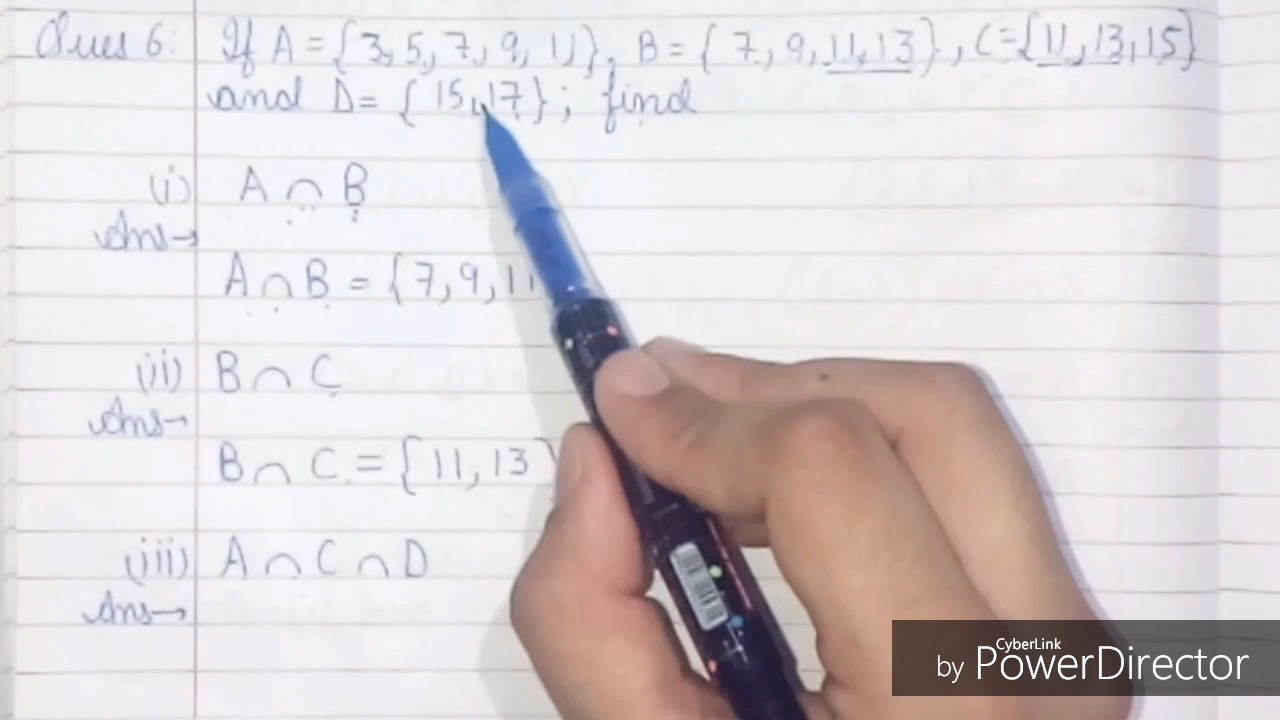 Ques 6: If A = {3, 5, 7, 9, 11}, B = {7, 9, 11, 13}, C = {11, 13, 15}
and D = {15, 17}; find
(i) A ∩ B
Ans→
A ∩ B = {7, 9, 11
(ii) B ∩ C
Ans→
B ∩ C = {11, 13}
(iii) A ∩ C ∩ D
Ans→
CyberLink
by PowerDirector